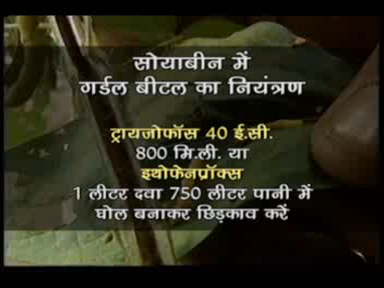 सोयाबीन में
गर्डल बीटल का नियंत्रण
ट्रायजोफॉस 40 ई.सी.
800 मि.ली. या
इथोफेनप्रॉक्स
1 लीटर दवा 750 लीटर पानी में
घोल बनाकर छिड़काव करें